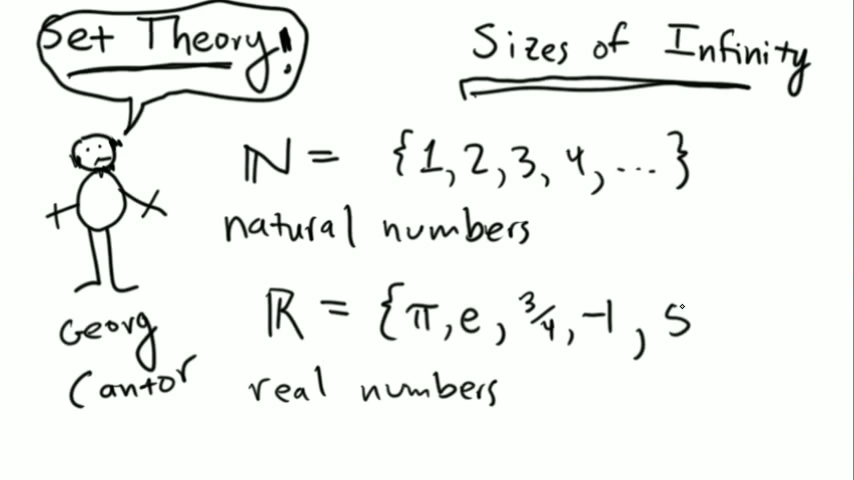 Set Theory!
Sizes of Infinity
ℕ = {1, 2, 3, 4, ...}
natural numbers
ℝ = {π, e, 3/4, -1, 5
real numbers
Georg
Cantor